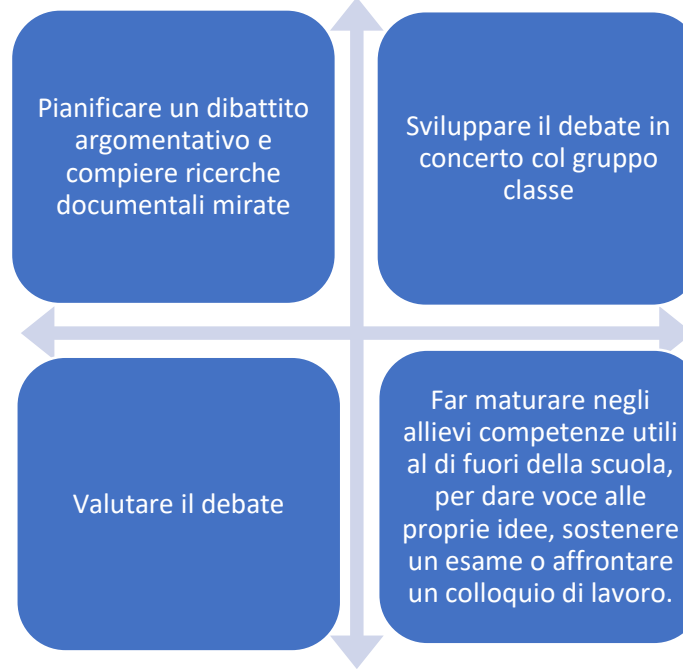 Pianificare un dibattito
argomentativo e
compiere ricerche
documentali mirate
Sviluppare il debate in
concerto col gruppo
classe
Valutare il debate
Far maturare negli
allievi competenze utili
al di fuori della scuola,
per dare voce alle
proprie idee, sostenere
un esame o affrontare
un colloquio di lavoro.